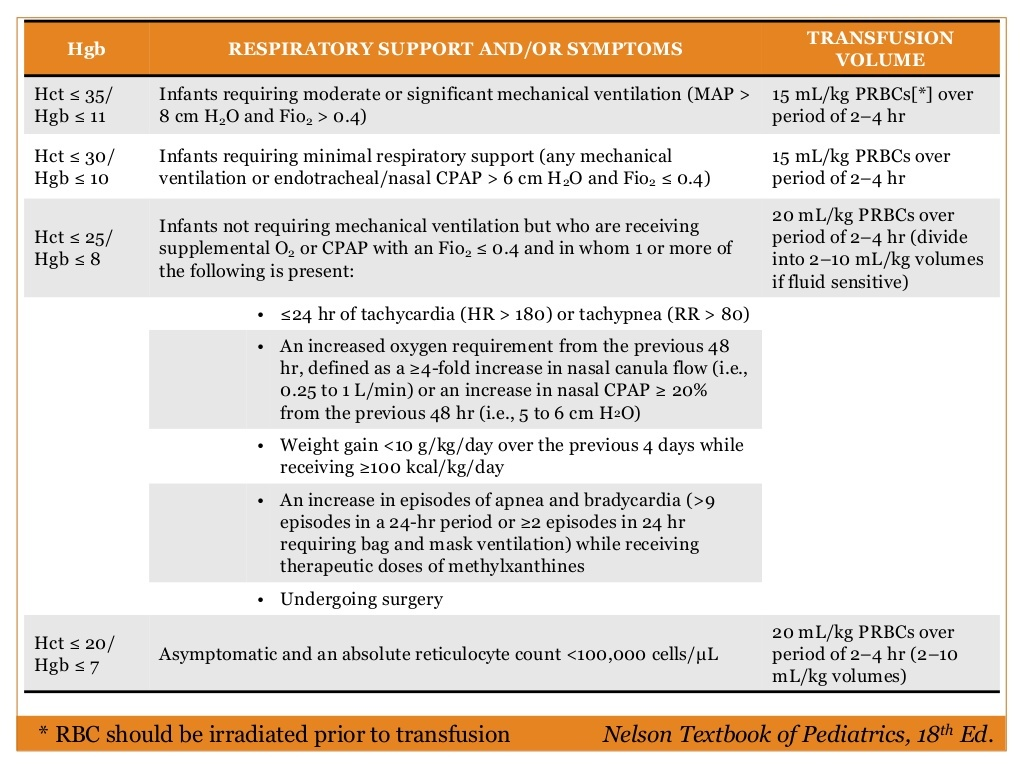 Hgb
RESPIRATORY SUPPORT AND/OR SYMPTOMS
TRANSFUSION
VOLUME
Hct ≤ 35/
Hgb ≤ 11
Infants requiring moderate or significant mechanical ventilation (MAP >
8 cm H₂O and Fio₂ > 0.4)
15 mL/kg PRBCs[*] over
period of 2–4 hr
Hct ≤ 30/
Hgb ≤ 10
Infants requiring minimal respiratory support (any mechanical
ventilation or endotracheal/nasal CPAP > 6 cm H₂O and Fio₂ ≤ 0.4)
15 mL/kg PRBCs over
period of 2–4 hr
Hct ≤ 25/
Hgb ≤ 8
Infants not requiring mechanical ventilation but who are receiving
supplemental O₂ or CPAP with an Fio₂ ≤ 0.4 and in whom 1 or more of
the following is present:
20 mL/kg PRBCs over
period of 2–4 hr (divide
into 2–10 mL/kg volumes
if fluid sensitive)
• ≤24 hr of tachycardia (HR > 180) or tachypnea (RR > 80)
• An increased oxygen requirement from the previous 48
hr, defined as a ≥4-fold increase in nasal canula flow (i.e.,
0.25 to 1 L/min) or an increase in nasal CPAP ≥ 20%
from the previous 48 hr (i.e., 5 to 6 cm H₂O)
• Weight gain <10 g/kg/day over the previous 4 days while
receiving ≥100 kcal/kg/day
• An increase in episodes of apnea and bradycardia (>9
episodes in a 24-hr period or ≥2 episodes in 24 hr
requiring bag and mask ventilation) while receiving
therapeutic doses of methylxanthines
• Undergoing surgery
Hct ≤ 20/
Hgb ≤ 7
Asymptomatic and an absolute reticulocyte count <100,000 cells/μL
20 mL/kg PRBCs over
period of 2–4 hr (2–10
mL/kg volumes)
* RBC should be irradiated prior to transfusion
Nelson Textbook of Pediatrics, 18th Ed.